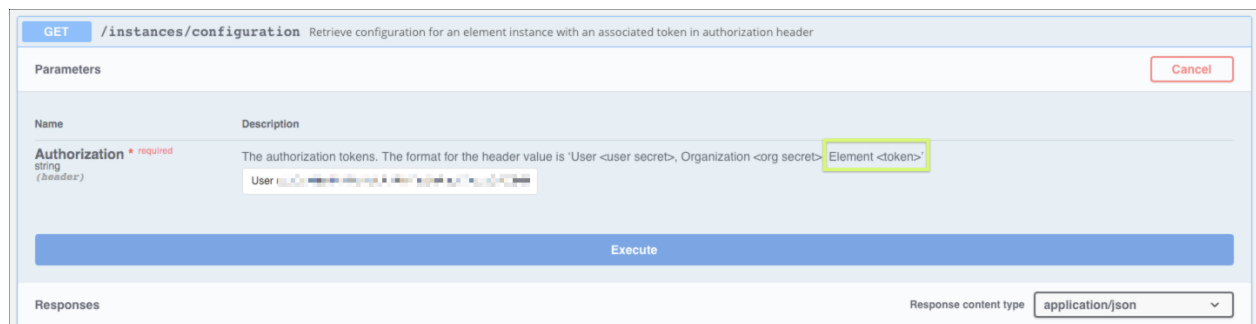 GET /instances/configuration Retrieve configuration for an element instance with an associated token in authorization header
Parameters Cancel
Name Description
Authorization * required The authorization tokens. The format for the header value is ‘User <user secret>, Organization <org secret> Element <token>`
string
(header)
User
Execute
Responses Response content type application/json